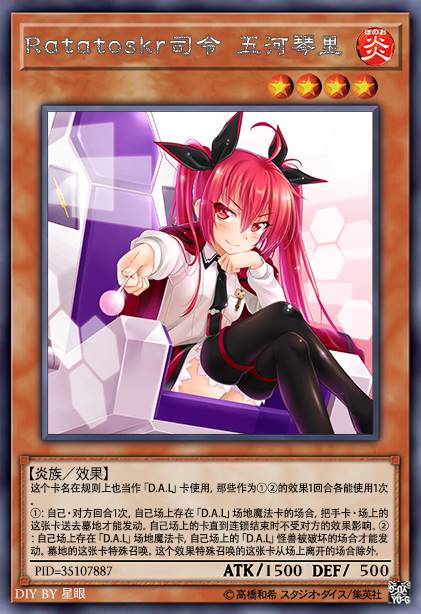 Ratatoskr司令 五河琴里
ほのお
炎
【炎族／效果】
这个卡名在规则上也当作「D.A.L」卡使用，那些作为①②的效果1回合各能使用1次
。
①：自己·对方回合1次，自己场上存在「D.A.L」场地魔法卡的场合，把手卡·场上的
这张卡送去墓地才能发动。自己场上的卡直到连锁结束时不受对方的效果影响。②
：自己场上存在「D.A.L」场地魔法卡，自己场上的「D.A.L」怪兽被破坏的场合才能发
动。墓地的这张卡特殊召唤。这个效果特殊召唤的这张卡从场上离开的场合除外。
PID=35107887 ATK/1500 DEF/ 500
DIY BY 星眼 ©高橋和希 スタジオ·ダイス/集英社